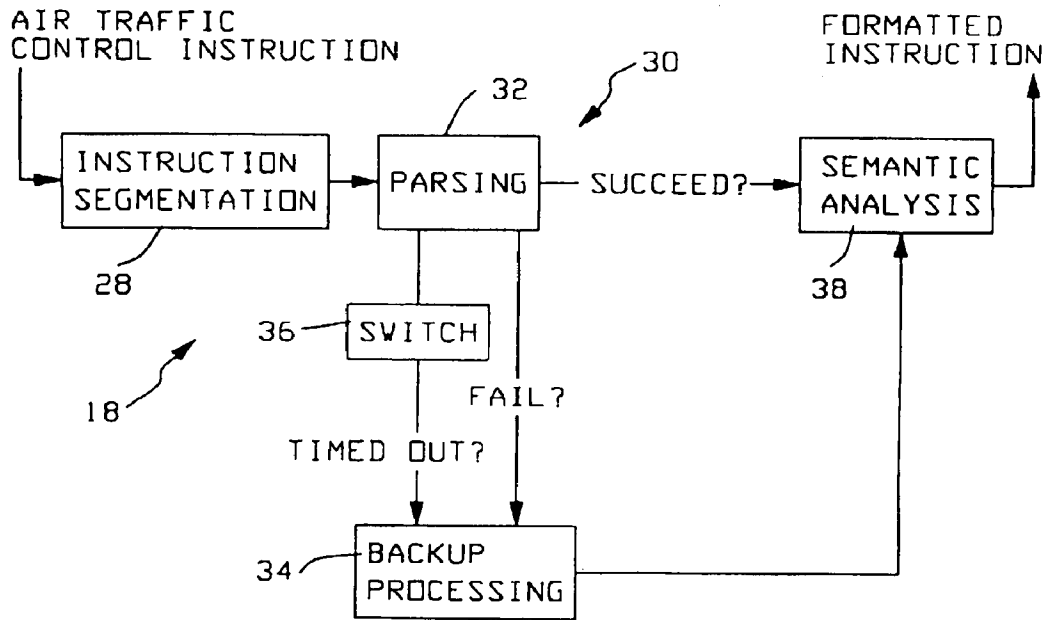 AIR TRAFFIC
CONTROL INSTRUCTION
FORMATTED
INSTRUCTION
30
32
INSTRUCTION
SEGMENTATION
PARSING
SUCCEED?
SEMANTIC
ANALYSIS
28
38
36
SWITCH
18
FAIL?
TIMED OUT?
34
BACKUP
PROCESSING